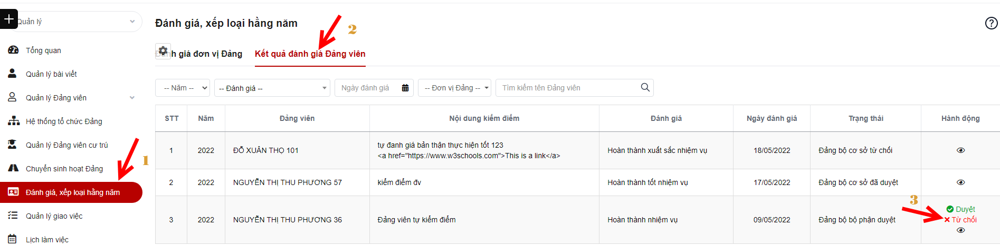 Quản lý
Tổng quan
Quản lý bài viết
Quản lý Đảng viên
Hệ thống tổ chức Đảng
Quản lý Đảng viên cư trú
Chuyển sinh hoạt Đảng
1
Đánh giá, xếp loại hằng năm
Quản lý giao việc
Lịch làm việc
Đánh giá, xếp loại hằng năm
2
Đánh giá đơn vị Đảng Kết quả đánh giá Đảng viên
-- Năm -- -- Đánh giá -- Ngày đánh giá -- Đơn vị Đảng -- Tìm kiếm tên Đảng viên
STT Năm Đảng viên Nội dung kiểm điểm Đánh giá Ngày đánh giá Trạng thái Hành động
1 2022 ĐỖ XUÂN THỌ 101 tự đanh giá bản thận thực hiện tốt 123
<a href="https://www.w3schools.com">This is a link</a> Hoàn thành xuất sắc nhiệm vụ 18/05/2022 Đảng bộ cơ sở từ chối
2 2022 NGUYỄN THỊ THU PHƯƠNG 57 kiểm điểm đv Hoàn thành tốt nhiệm vụ 17/05/2022 Đảng bộ cơ sở đã duyệt
3 2022 NGUYỄN THỊ THU PHƯƠNG 36 Đảng viên tự kiểm điểm Hoàn thành nhiệm vụ 09/05/2022 Đảng bộ bộ phận duyệt
3
Duyệt
Từ chối